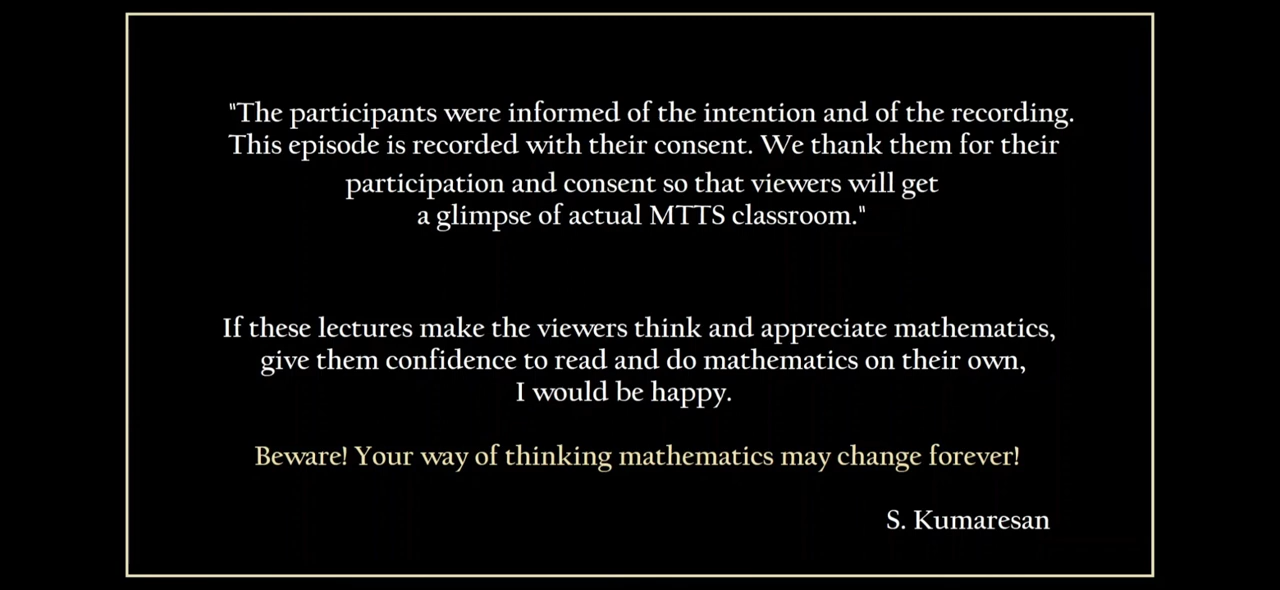 "The participants were informed of the intention and of the recording.
This episode is recorded with their consent. We thank them for their
participation and consent so that viewers will get
a glimpse of actual MTTS classroom."
If these lectures make the viewers think and appreciate mathematics,
give them confidence to read and do mathematics on their own,
I would be happy.
Beware! Your way of thinking mathematics may change forever!
S. Kumaresan